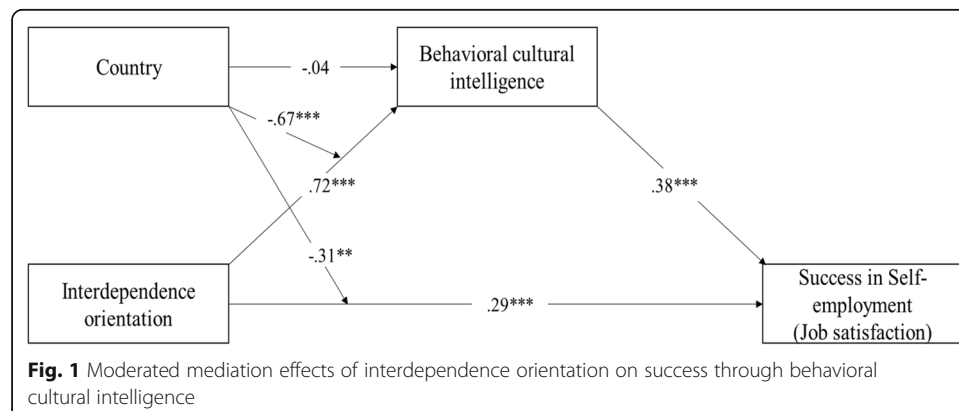 Country
-.04
Behavioral cultural
intelligence
-.67***
.72***
.38***
-.31**
Interdependence
orientation
.29***
Success in Self-
employment
(Job satisfaction)
Fig. 1 Moderated mediation effects of interdependence orientation on success through behavioral
cultural intelligence